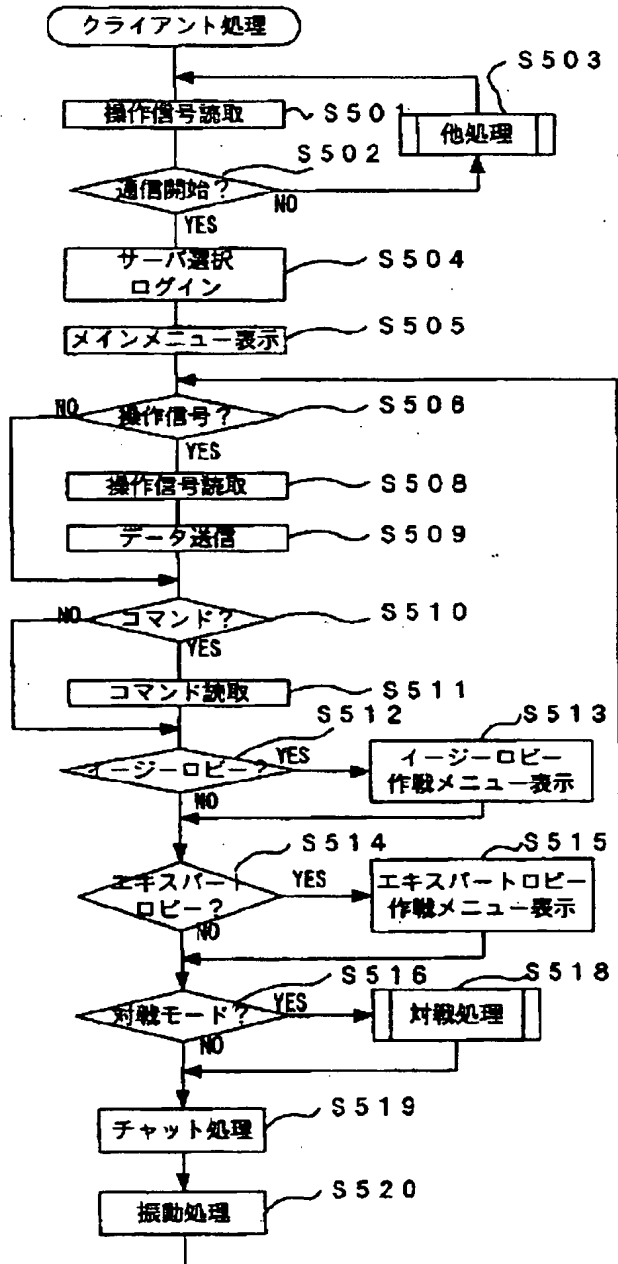 クライアント処理
S503
操作信号読取
S501
他処理
S502
通信開始?
NO
YES
サーバ選択
ログイン
S504
メインメニュー表示
S505
NO
操作信号?
S506
YES
操作信号読取
S508
データ送信
S509
NO
コマンド?
S510
YES
コマンド読取
S511
S512
S513
イージーロビー?
YES
イージーロビー
作戦メニュー表示
NO
S514
S515
エキスパート
ロビー?
YES
エキスパートロビー
作戦メニュー表示
NO
S516
S518
対戦モード?
YES
対戦処理
NO
チャット処理
S519
振動処理
S520